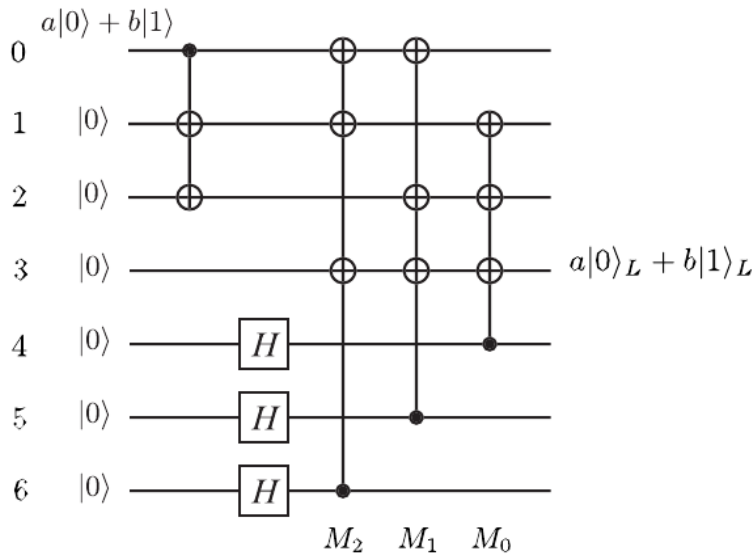 a|0⟩ + b|1⟩
0
1 |0⟩
2 |0⟩
3 |0⟩ a|0⟩_L + b|1⟩_L
4 |0⟩ H
5 |0⟩ H
6 |0⟩ H
M_2 M_1 M_0